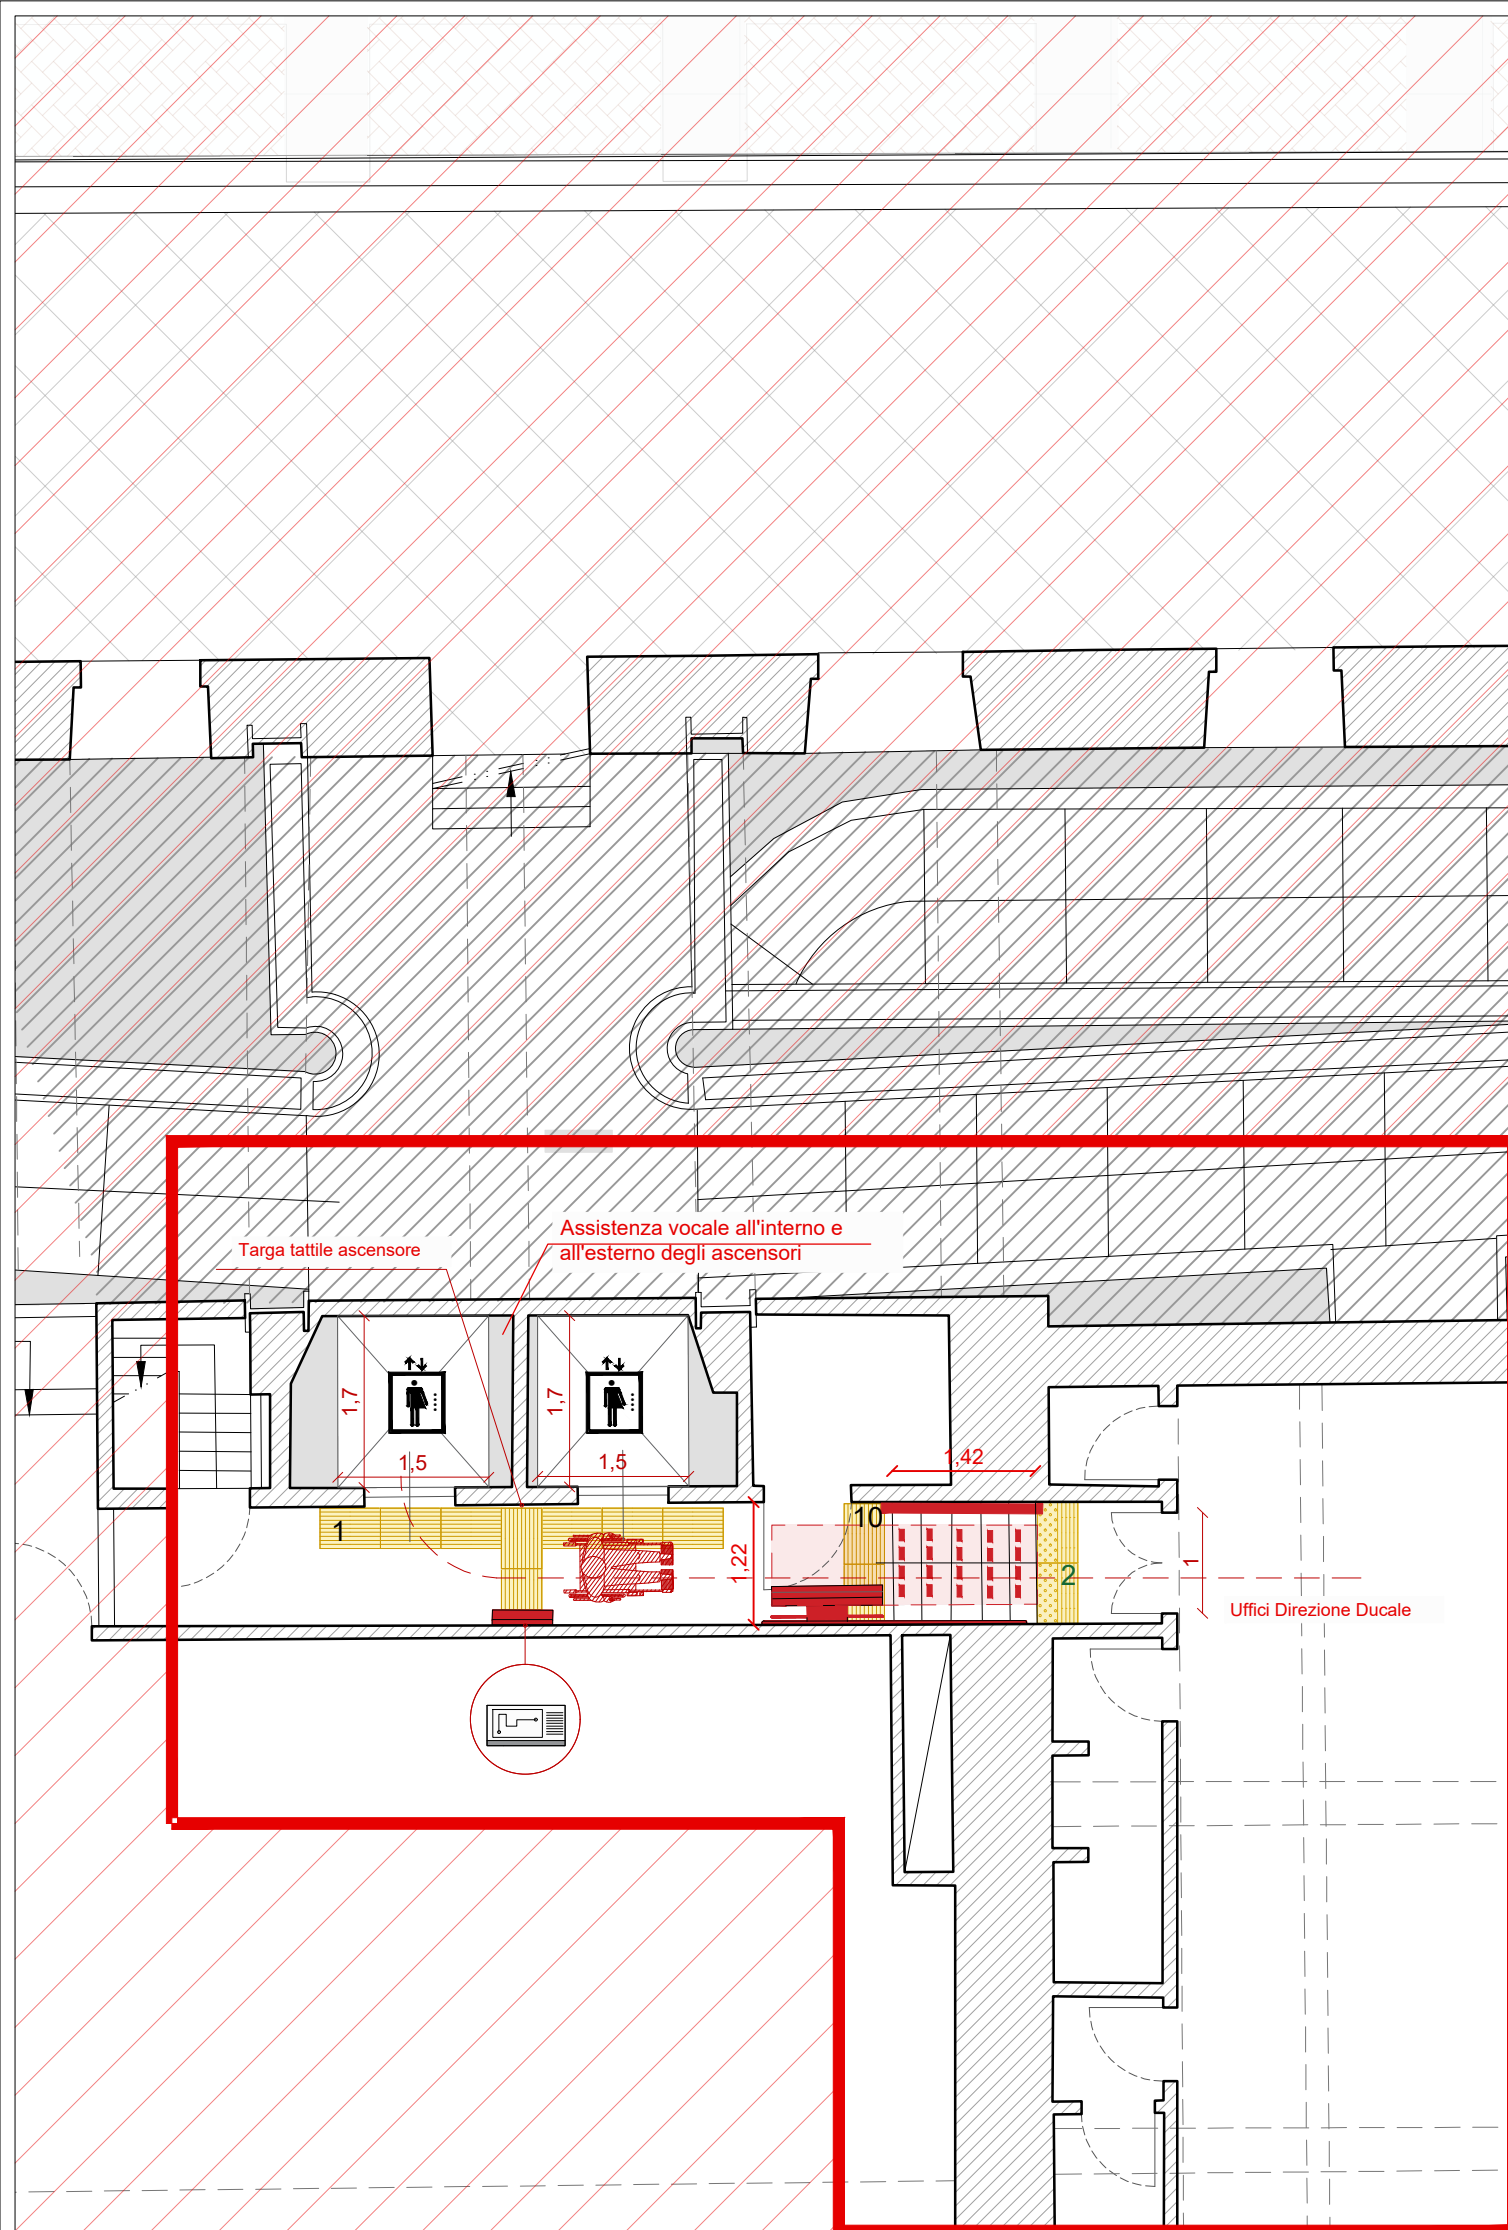 Assistenza vocale all'interno e
all'esterno degli ascensori
Targa tattile ascensore
1,7
1,7
1,5
1,5
1,42
1
10
1,22
2
1
Uffici Direzione Ducale